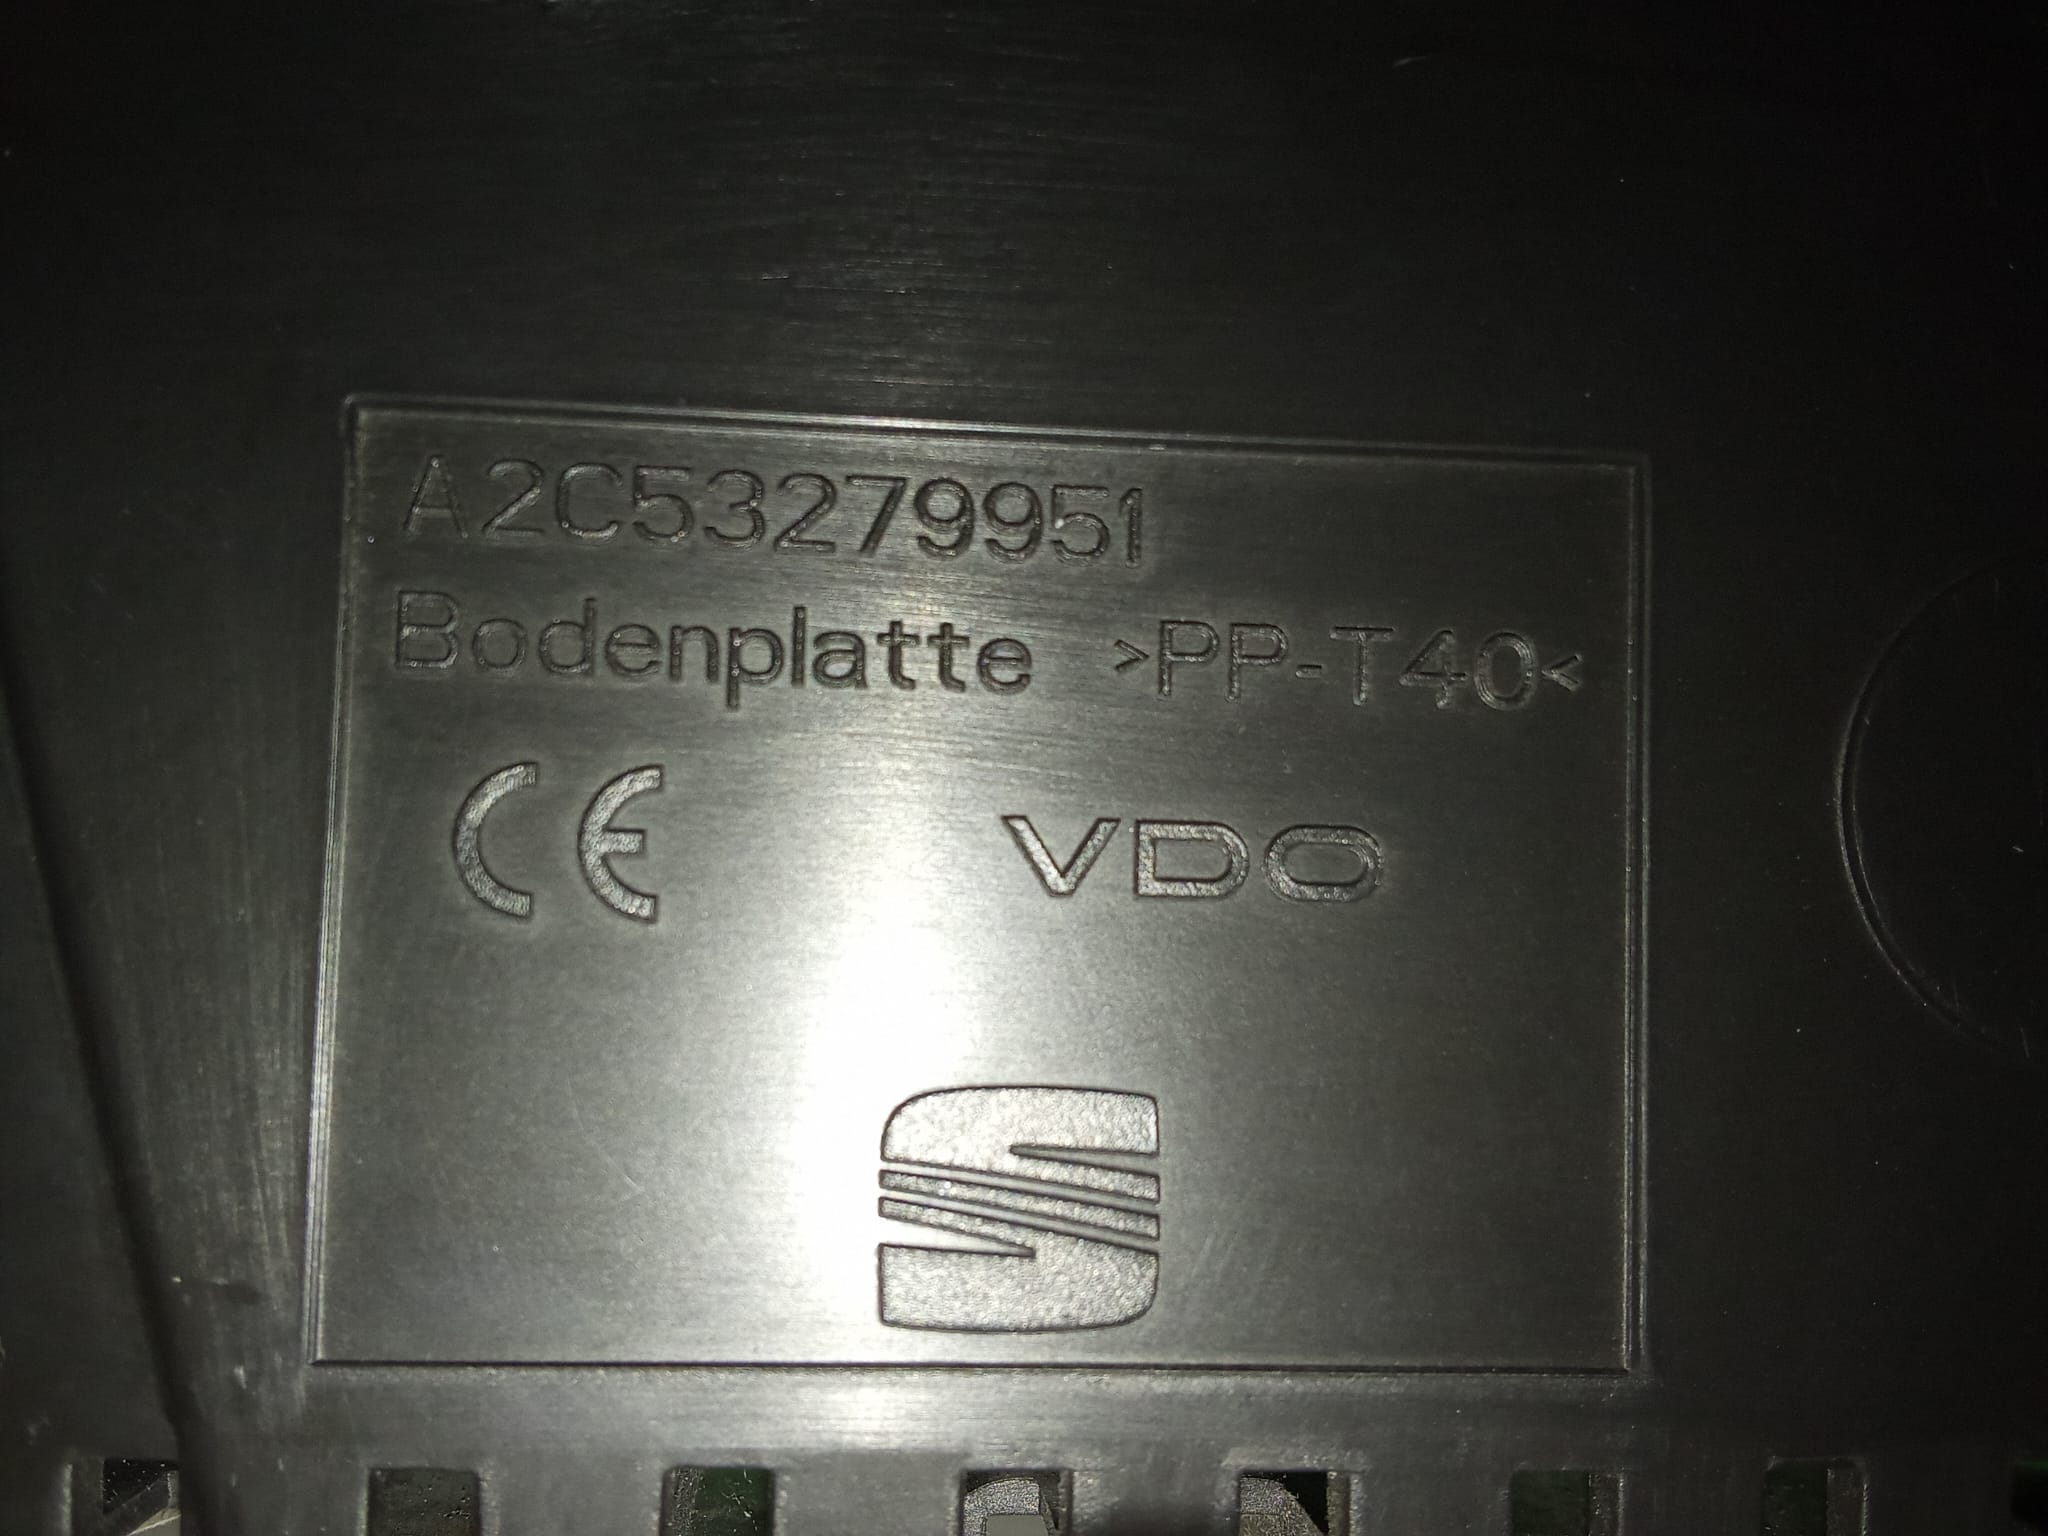 A2C53279951
Bodenplatte >PP-T40<
CE VDO